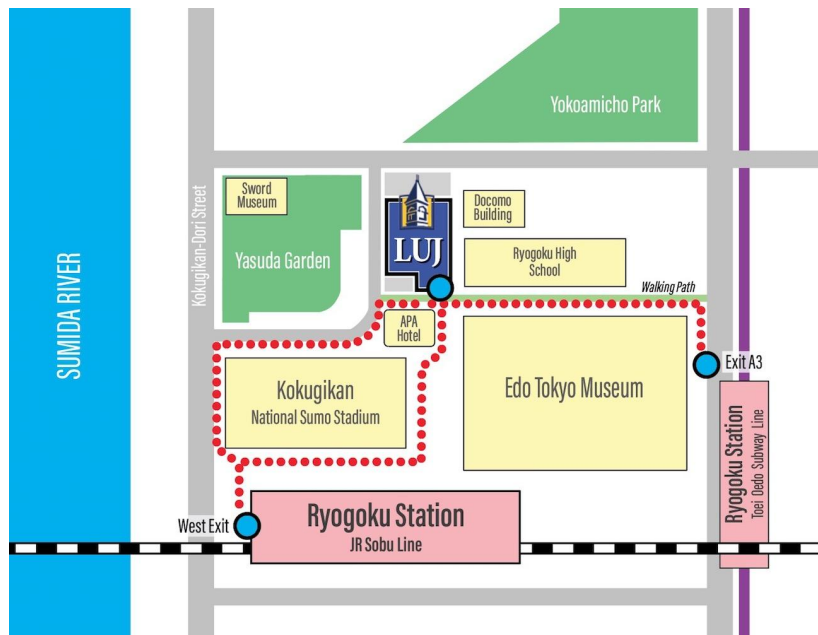 Yokoamicho Park
Sword
Museum
Docomo
Building
LUJ
Kokugikan-Dori Street
Yasuda Garden
Ryogoku High
School
Walking Path
SUMIDA RIVER
APA
Hotel
Exit A3
Kokugikan
National Sumo Stadium
Edo Tokyo Museum
Ryogoku Station
Toei Oedo Subway Line
West Exit
Ryogoku Station
JR Sobu Line